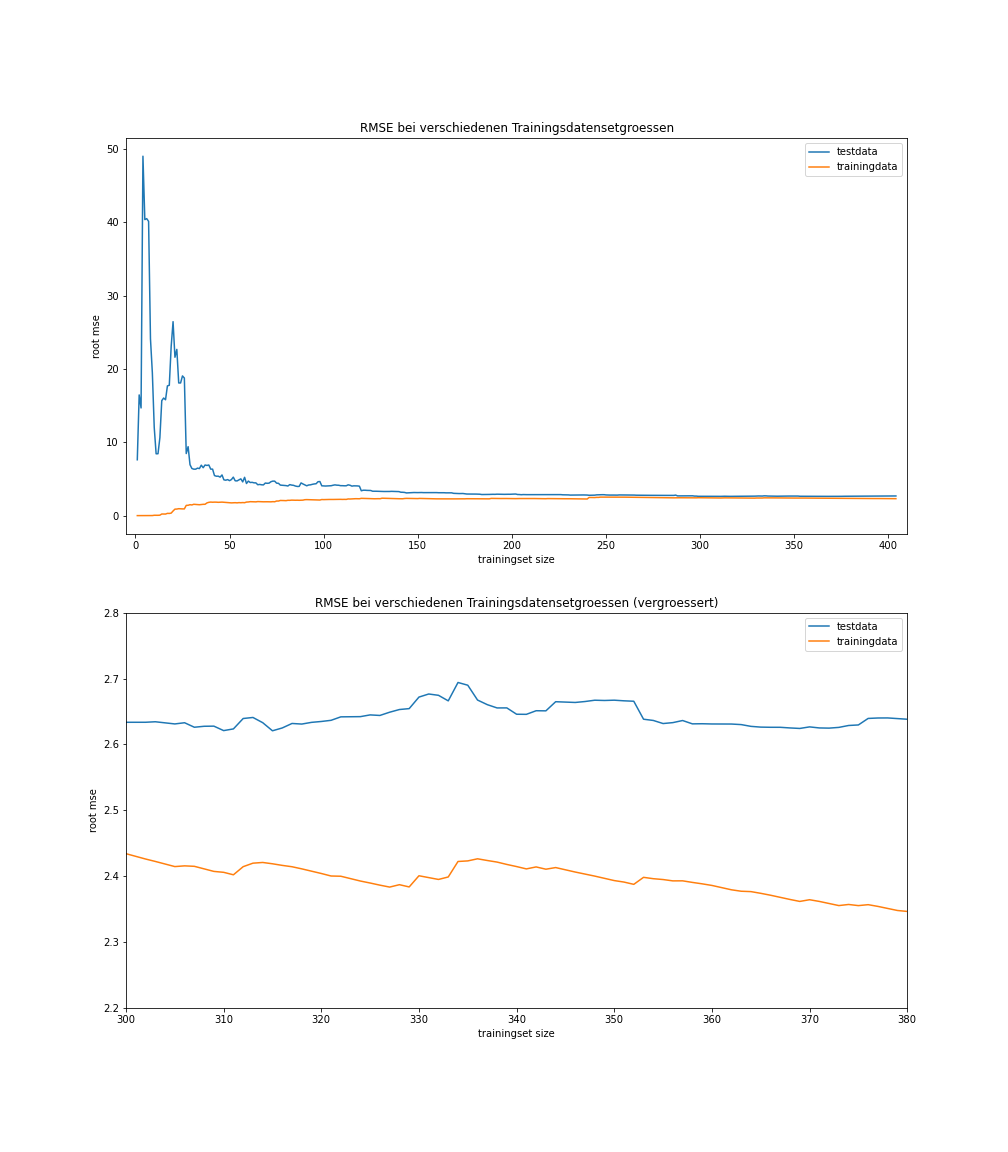 RMSE bei verschiedenen Trainingsdatensetgroessen
testdata
trainingdata
root mse
50
40
30
20
10
0
0 50 100 150 200 250 300 350 400
trainingset size
RMSE bei verschiedenen Trainingsdatensetgroessen (vergroessert)
testdata
trainingdata
root mse
2.8
2.7
2.6
2.5
2.4
2.3
2.2
300 310 320 330 340 350 360 370 380
trainingset size